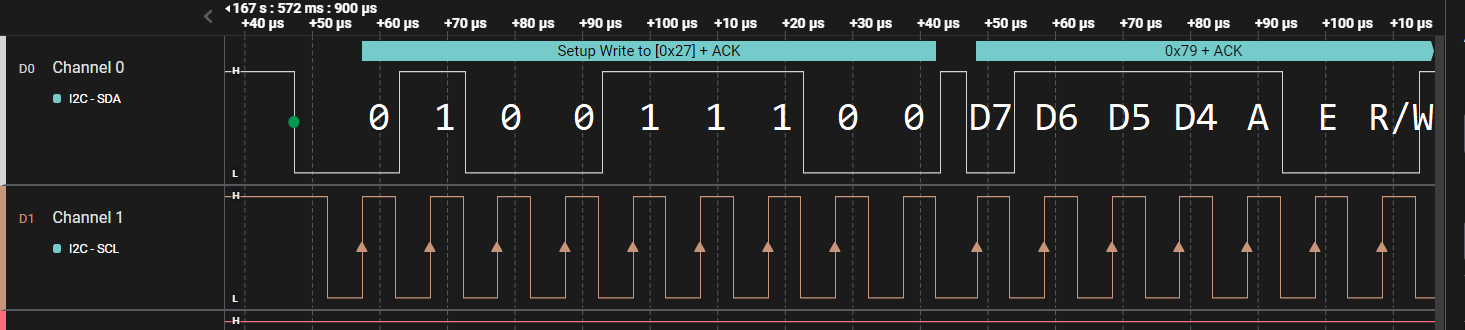 167 s : 572 ms : 900 µs
+40 µs +50 µs +60 µs +70 µs +80 µs +90 µs +100 µs +10 µs +20 µs +30 µs +40 µs +50 µs +60 µs +70 µs +80 µs +90 µs +100 µs +10 µs
Setup Write to [0x27] + ACK 0x79 + ACK
D0 Channel 0 H
I2C - SDA
0 1 0 0 1 1 1 0 0 D7 D6 D5 D4 A E R/W
L
D1 Channel 1 H
I2C - SCL
L
H